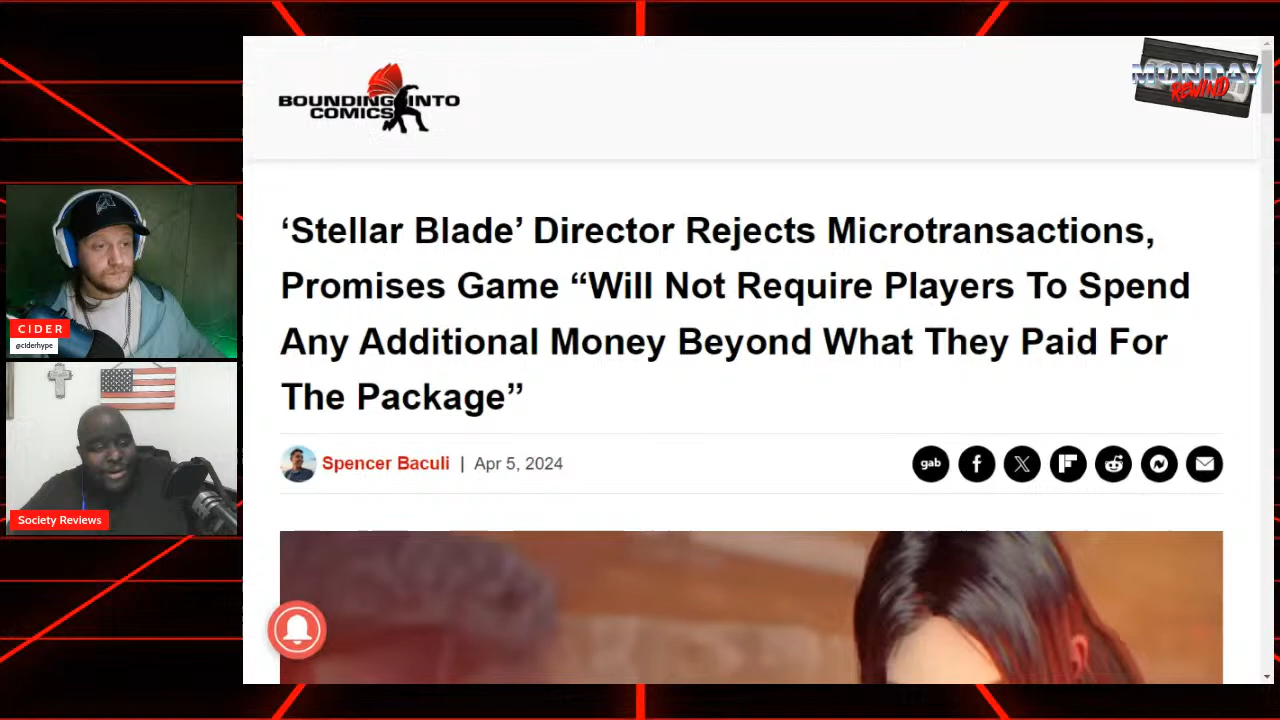 MONDAY
REWIND
BOUNDING INTO
COMICS
‘Stellar Blade’ Director Rejects Microtransactions,
Promises Game “Will Not Require Players To Spend
Any Additional Money Beyond What They Paid For
The Package”
Spencer Baculi | Apr 5, 2024
gab
CIDER
@ciderhype
Society Reviews